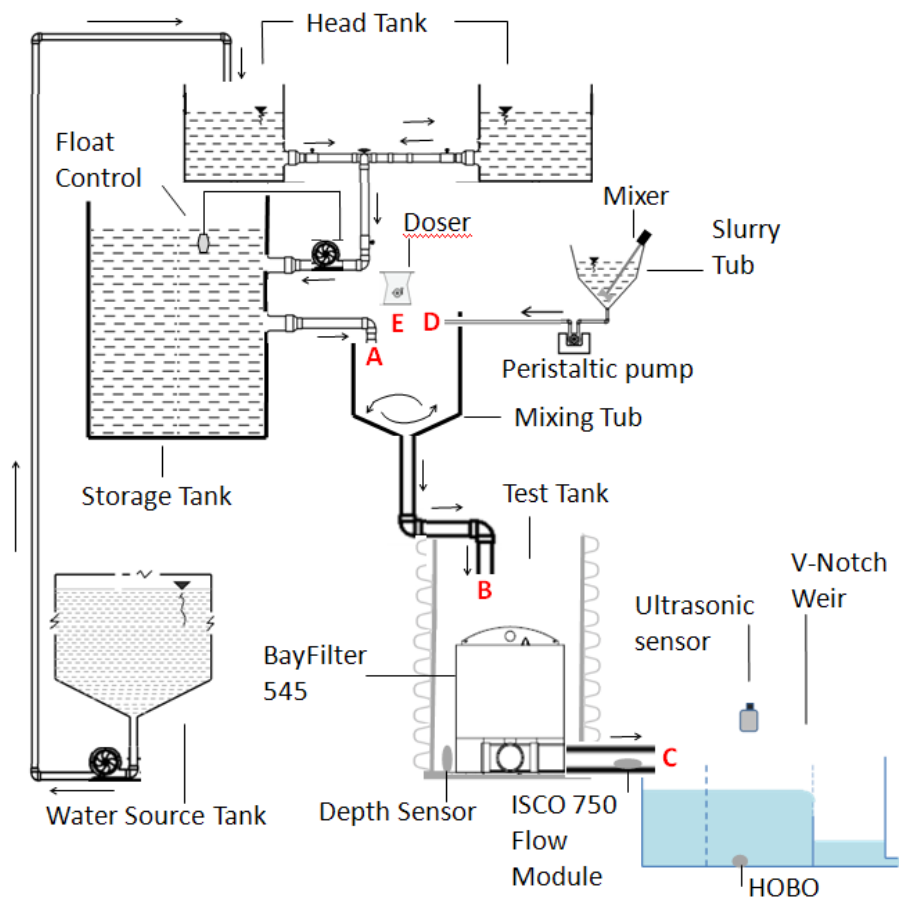 Head Tank
Float
Control
Mixer
Doser
Slurry
Tub
E
D
A
Peristaltic pump
Mixing Tub
Storage Tank
Test Tank
V-Notch
Weir
B
Ultrasonic
sensor
BayFilter
545
C
Water Source Tank
Depth Sensor
ISCO 750
Flow
Module
HOBO